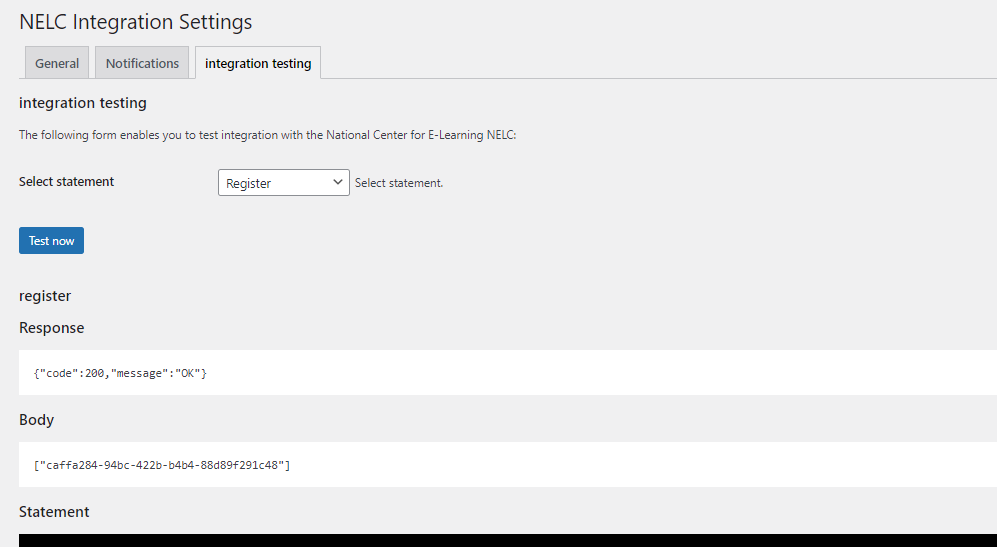 NELC Integration Settings
General
Notifications
integration testing
integration testing
The following form enables you to test integration with the National Center for E-Learning NELC:
Select statement
Register
Select statement.
Test now
register
Response
{"code":200,"message":"OK"}
Body
["caffa284-94bc-422b-b4b4-88d89f291c48"]
Statement